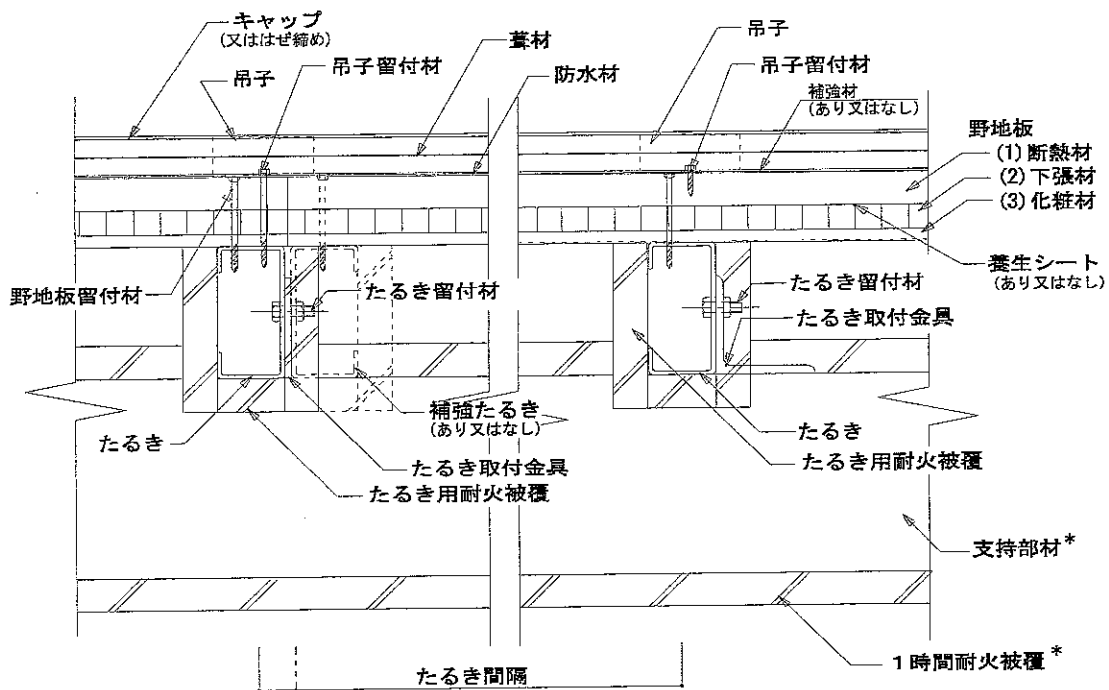 キャップ
(又ははぜ締め)
吊子
吊子留付材
葺材
防水材
吊子
吊子留付材
補強材
(あり又はなし)
野地板
(1)断熱材
(2)下張材
(3)化粧材
養生シート
(あり又はなし)
野地板留付材
たるき留付材
たるき留付材
たるき取付金具
補強たるき
(あり又はなし)
たるき
たるき
たるき取付金具
たるき用耐火被覆
たるき用耐火被覆
支持部材*
1時間耐火被覆*
たるき間隔